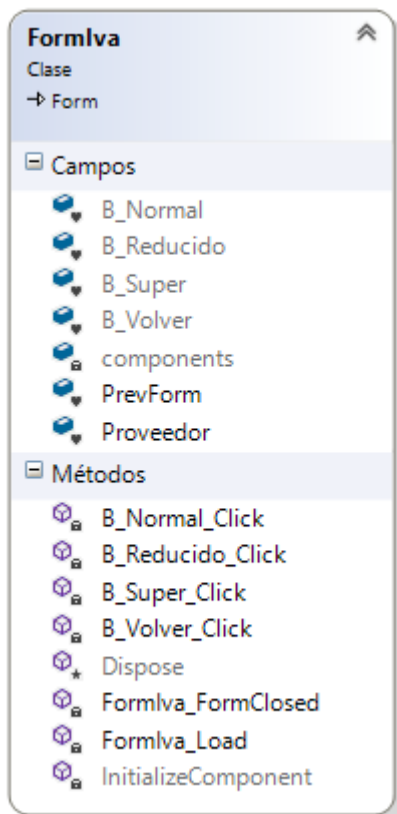 FormIva
Clase
Form
Campos
B_Normal
B_Reducido
B_Super
B_Volver
components
PrevForm
Proveedor
Métodos
B_Normal_Click
B_Reducido_Click
B_Super_Click
B_Volver_Click
Dispose
FormIva_FormClosed
FormIva_Load
InitializeComponent